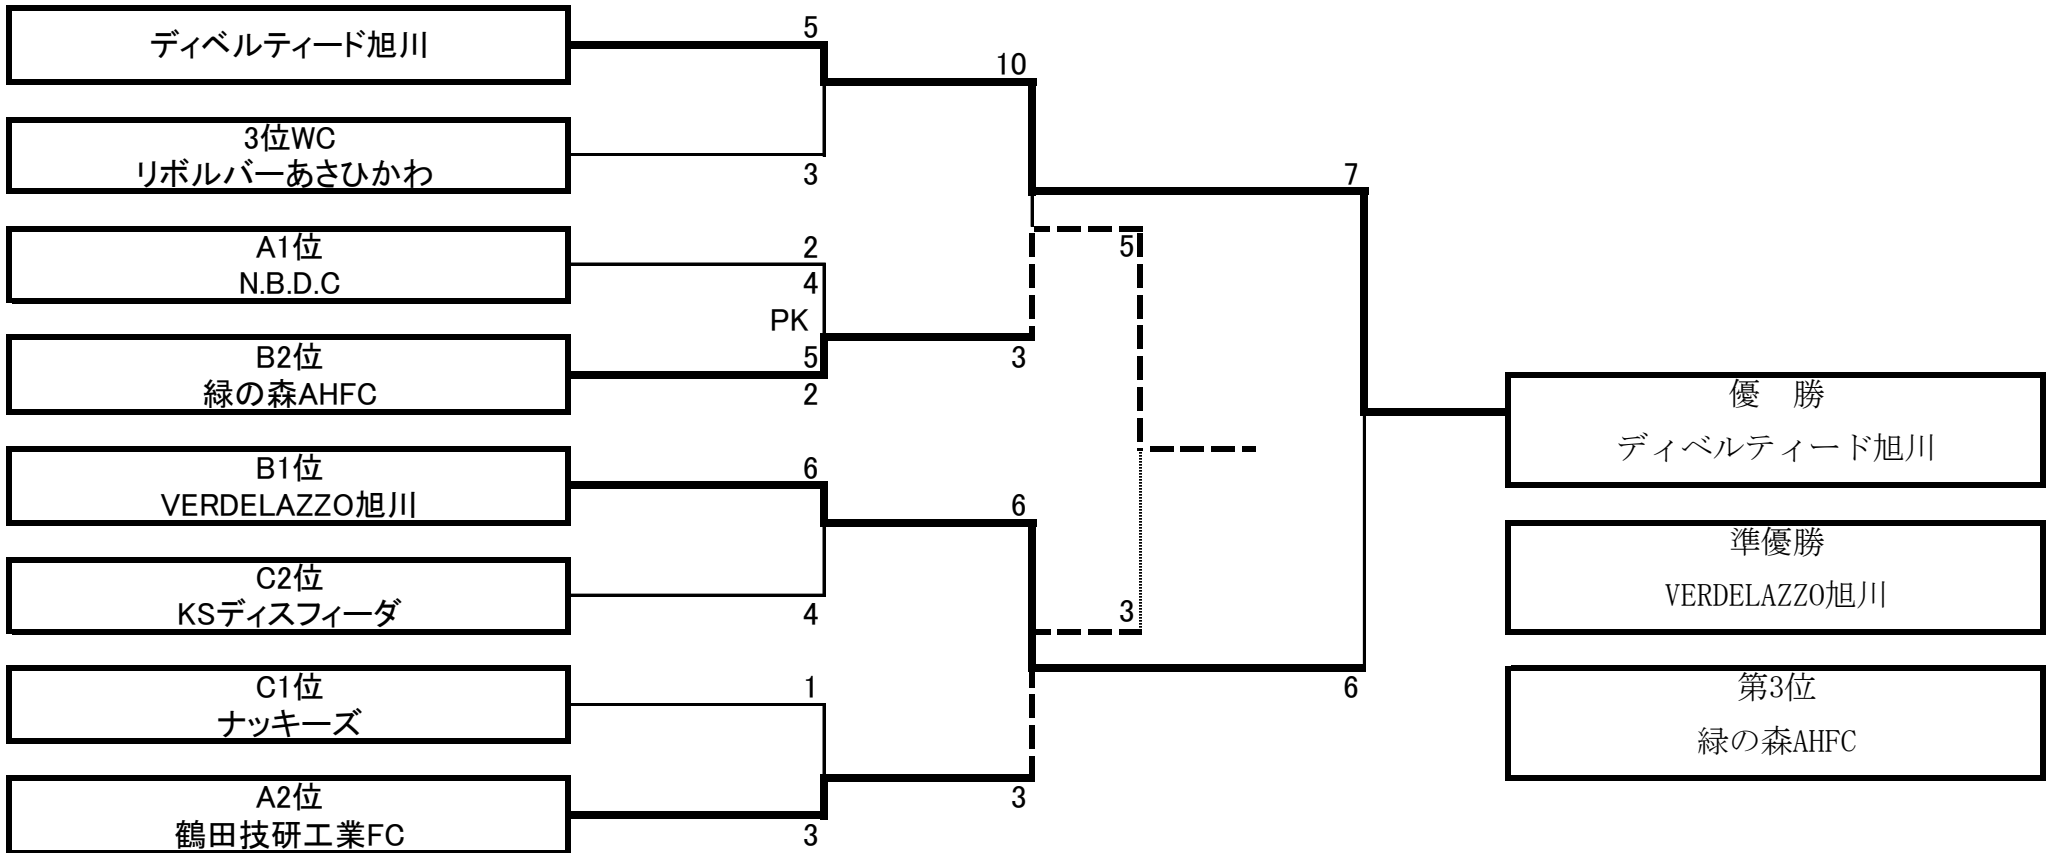 ディベルティード旭川
3位WC
リボルバーあさひかわ
A1位
N.B.D.C
B2位
緑の森AHFC
B1位
VERDELAZZO旭川
C2位
KSディスフィーダ
C1位
ナッキーズ
A2位
鶴田技研工業FC
5
3
2
4
PK
5
2
6
4
1
3
10
3
6
3
5
3
7
6
優　勝
ディベルティード旭川
準優勝
VERDELAZZO旭川
第3位
緑の森AHFC